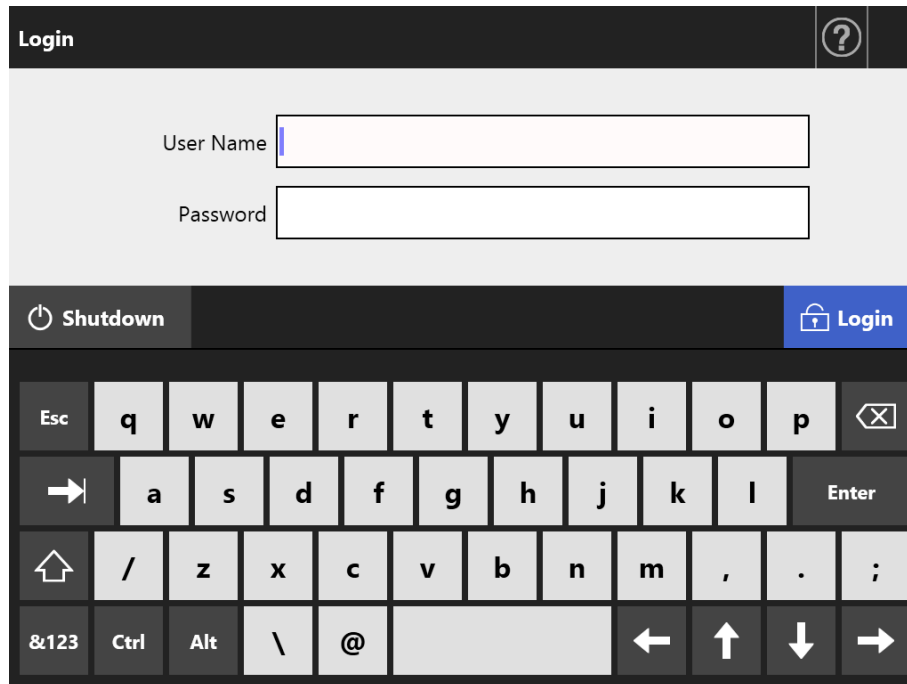 Login ?
User Name
Password
Shutdown Login
Esc q w e r t y u i o p
a s d f g h j k l Enter
/ z x c v b n m , . ;
&123 Ctrl Alt \ @